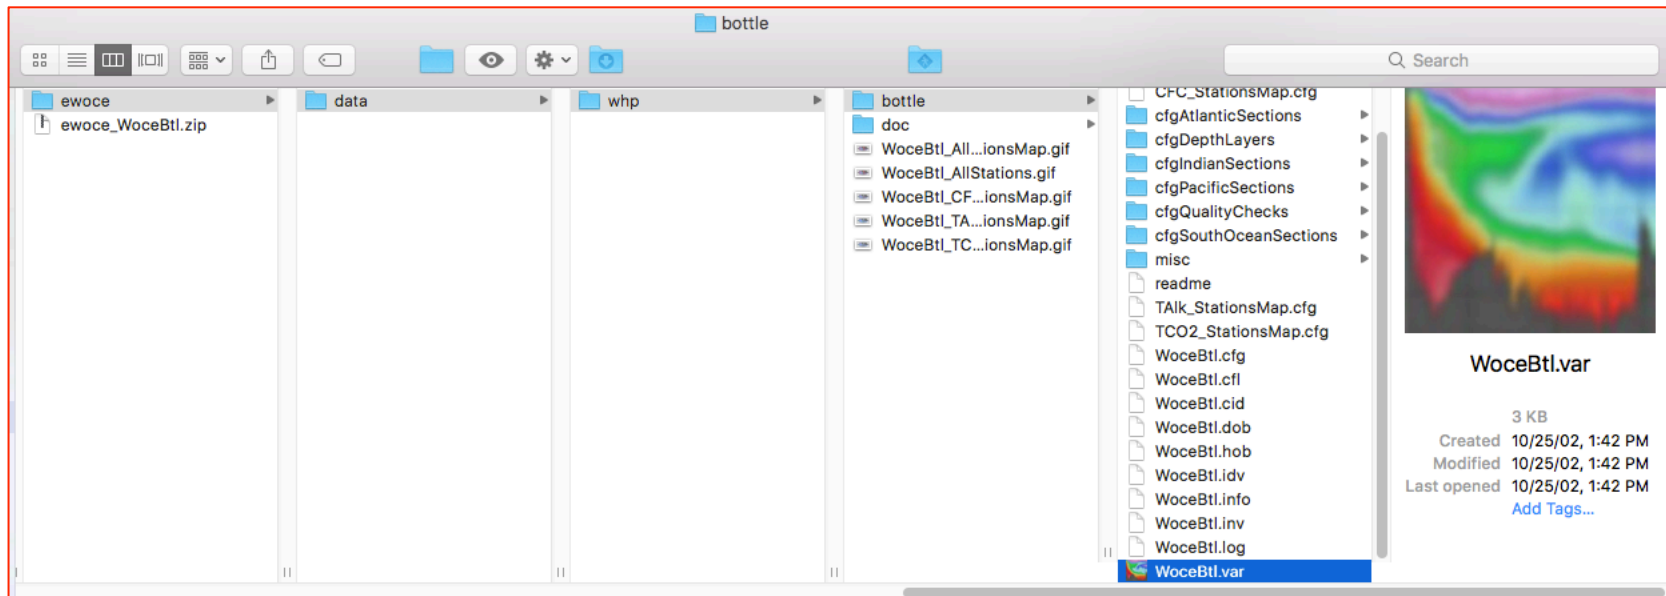 bottle
Search
ewoce
ewoce_WoceBtl.zip
data
whp
bottle
doc
WoceBtl_All...ionsMap.gif
WoceBtl_AllStations.gif
WoceBtl_CF...ionsMap.gif
WoceBtl_TA...ionsMap.gif
WoceBtl_TC...ionsMap.gif
CFC_StationsMap.cfg
cfgAtlanticSections
cfgDepthLayers
cfgIndianSections
cfgPacificSections
cfgQualityChecks
cfgSouthOceanSections
misc
readme
TAlk_StationsMap.cfg
TCO2_StationsMap.cfg
WoceBtl.cfg
WoceBtl.cfl
WoceBtl.cid
WoceBtl.dob
WoceBtl.hob
WoceBtl.idv
WoceBtl.info
WoceBtl.inv
WoceBtl.log
WoceBtl.var
WoceBtl.var
3 KB
Created 10/25/02, 1:42 PM
Modified 10/25/02, 1:42 PM
Last opened 10/25/02, 1:42 PM
Add Tags...